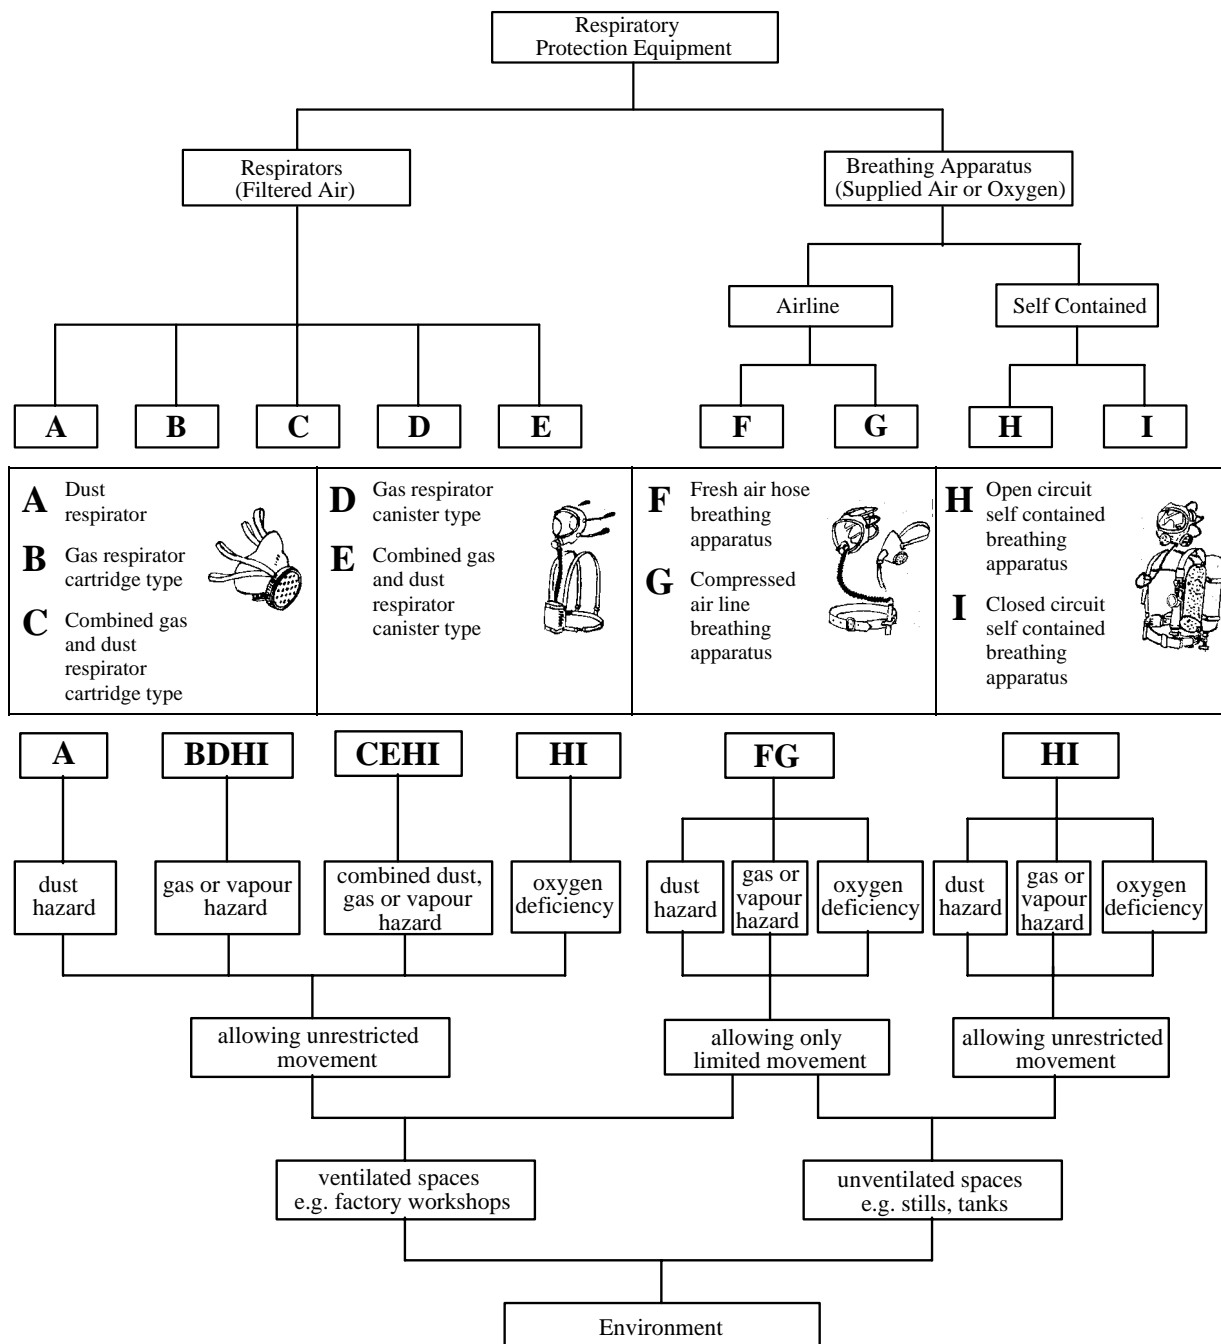 Respiratory
Protection Equipment
Respirators
(Filtered Air)
Breathing Apparatus
(Supplied Air or Oxygen)
Airline
Self Contained
A
B
C
D
E
F
G
H
I
A
Dust
respirator
B
Gas respirator
cartridge type
C
Combined gas
and dust
respirator
cartridge type
D
Gas respirator
canister type
E
Combined gas
and dust
respirator
canister type
F
Fresh air hose
breathing
apparatus
G
Compressed
air line
breathing
apparatus
H
Open circuit
self contained
breathing
apparatus
I
Closed circuit
self contained
breathing
apparatus
A
BDHI
CEHI
HI
FG
HI
dust
hazard
gas or vapour
hazard
combined dust,
gas or vapour
hazard
oxygen
deficiency
dust
hazard
gas or
vapour
hazard
oxygen
deficiency
dust
hazard
gas or
vapour
hazard
oxygen
deficiency
allowing unrestricted
movement
allowing only
limited movement
allowing unrestricted
movement
ventilated spaces
e.g. factory workshops
unventilated spaces
e.g. stills, tanks
Environment